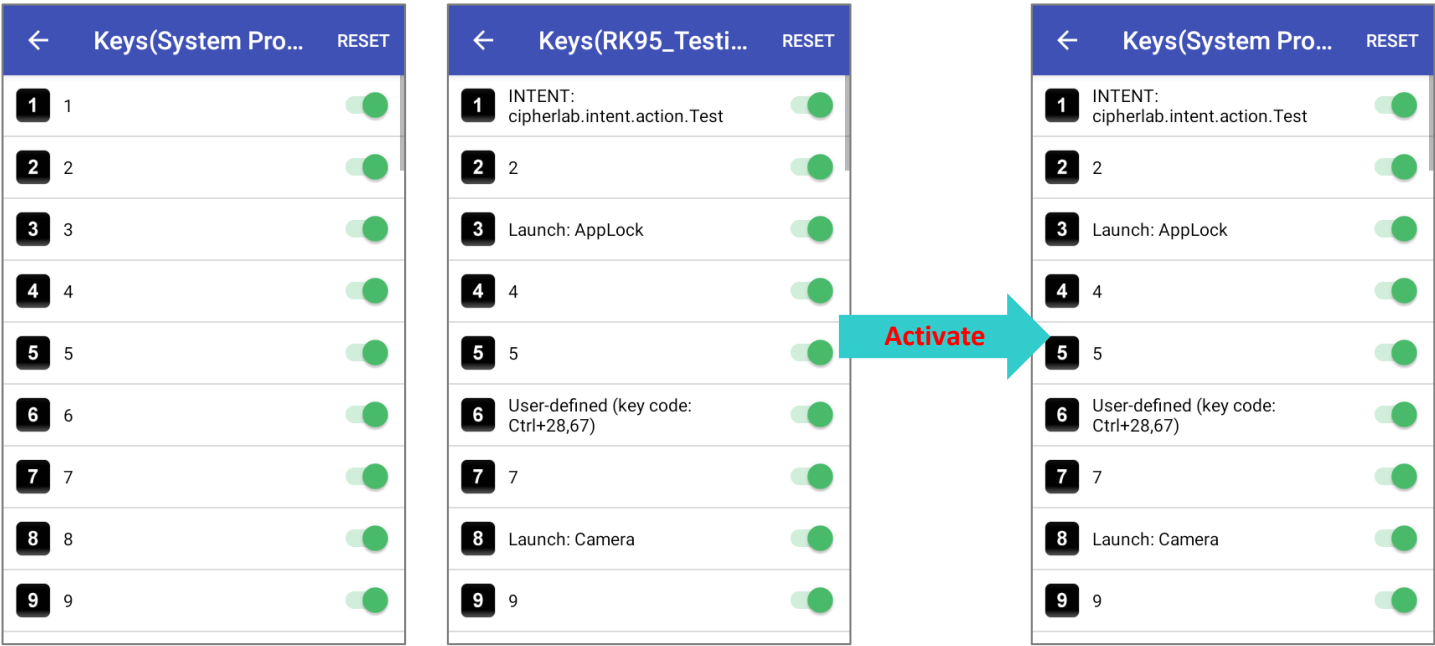 ← Keys(System Pro... RESET
1 1
2 2
3 3
4 4
5 5
6 6
7 7
8 8
9 9
← Keys(RK95_Testi... RESET
1 INTENT:
cipherlab.intent.action.Test
2 2
3 Launch: AppLock
4 4
5 5
6 User-defined (key code:
Ctrl+28,67)
7 7
8 Launch: Camera
9 9
Activate
← Keys(System Pro... RESET
1 INTENT:
cipherlab.intent.action.Test
2 2
3 Launch: AppLock
4 4
5 5
6 User-defined (key code:
Ctrl+28,67)
7 7
8 Launch: Camera
9 9